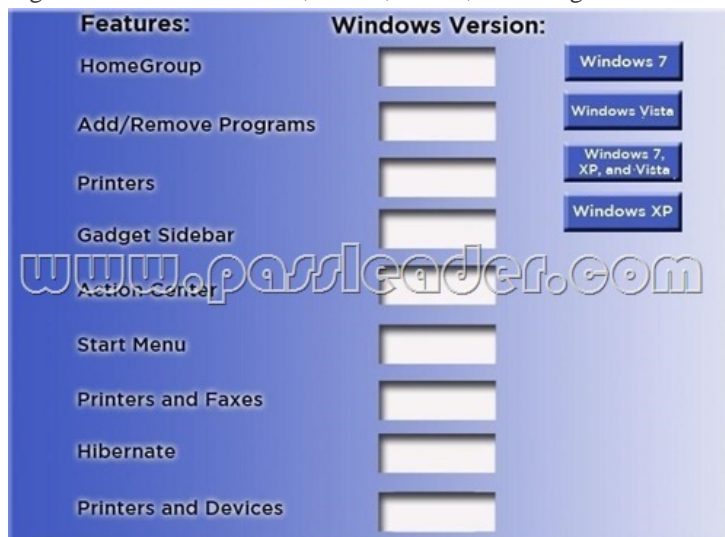 Features: Windows Version:
HomeGroup
Windows 7
Add/Remove Programs
Windows Vista
Printers
Windows 7,
XP, and Vista
Gadget Sidebar
Windows XP
www.passleader.com
Action Center
Start Menu
Printers and Faxes
Hibernate
Printers and Devices